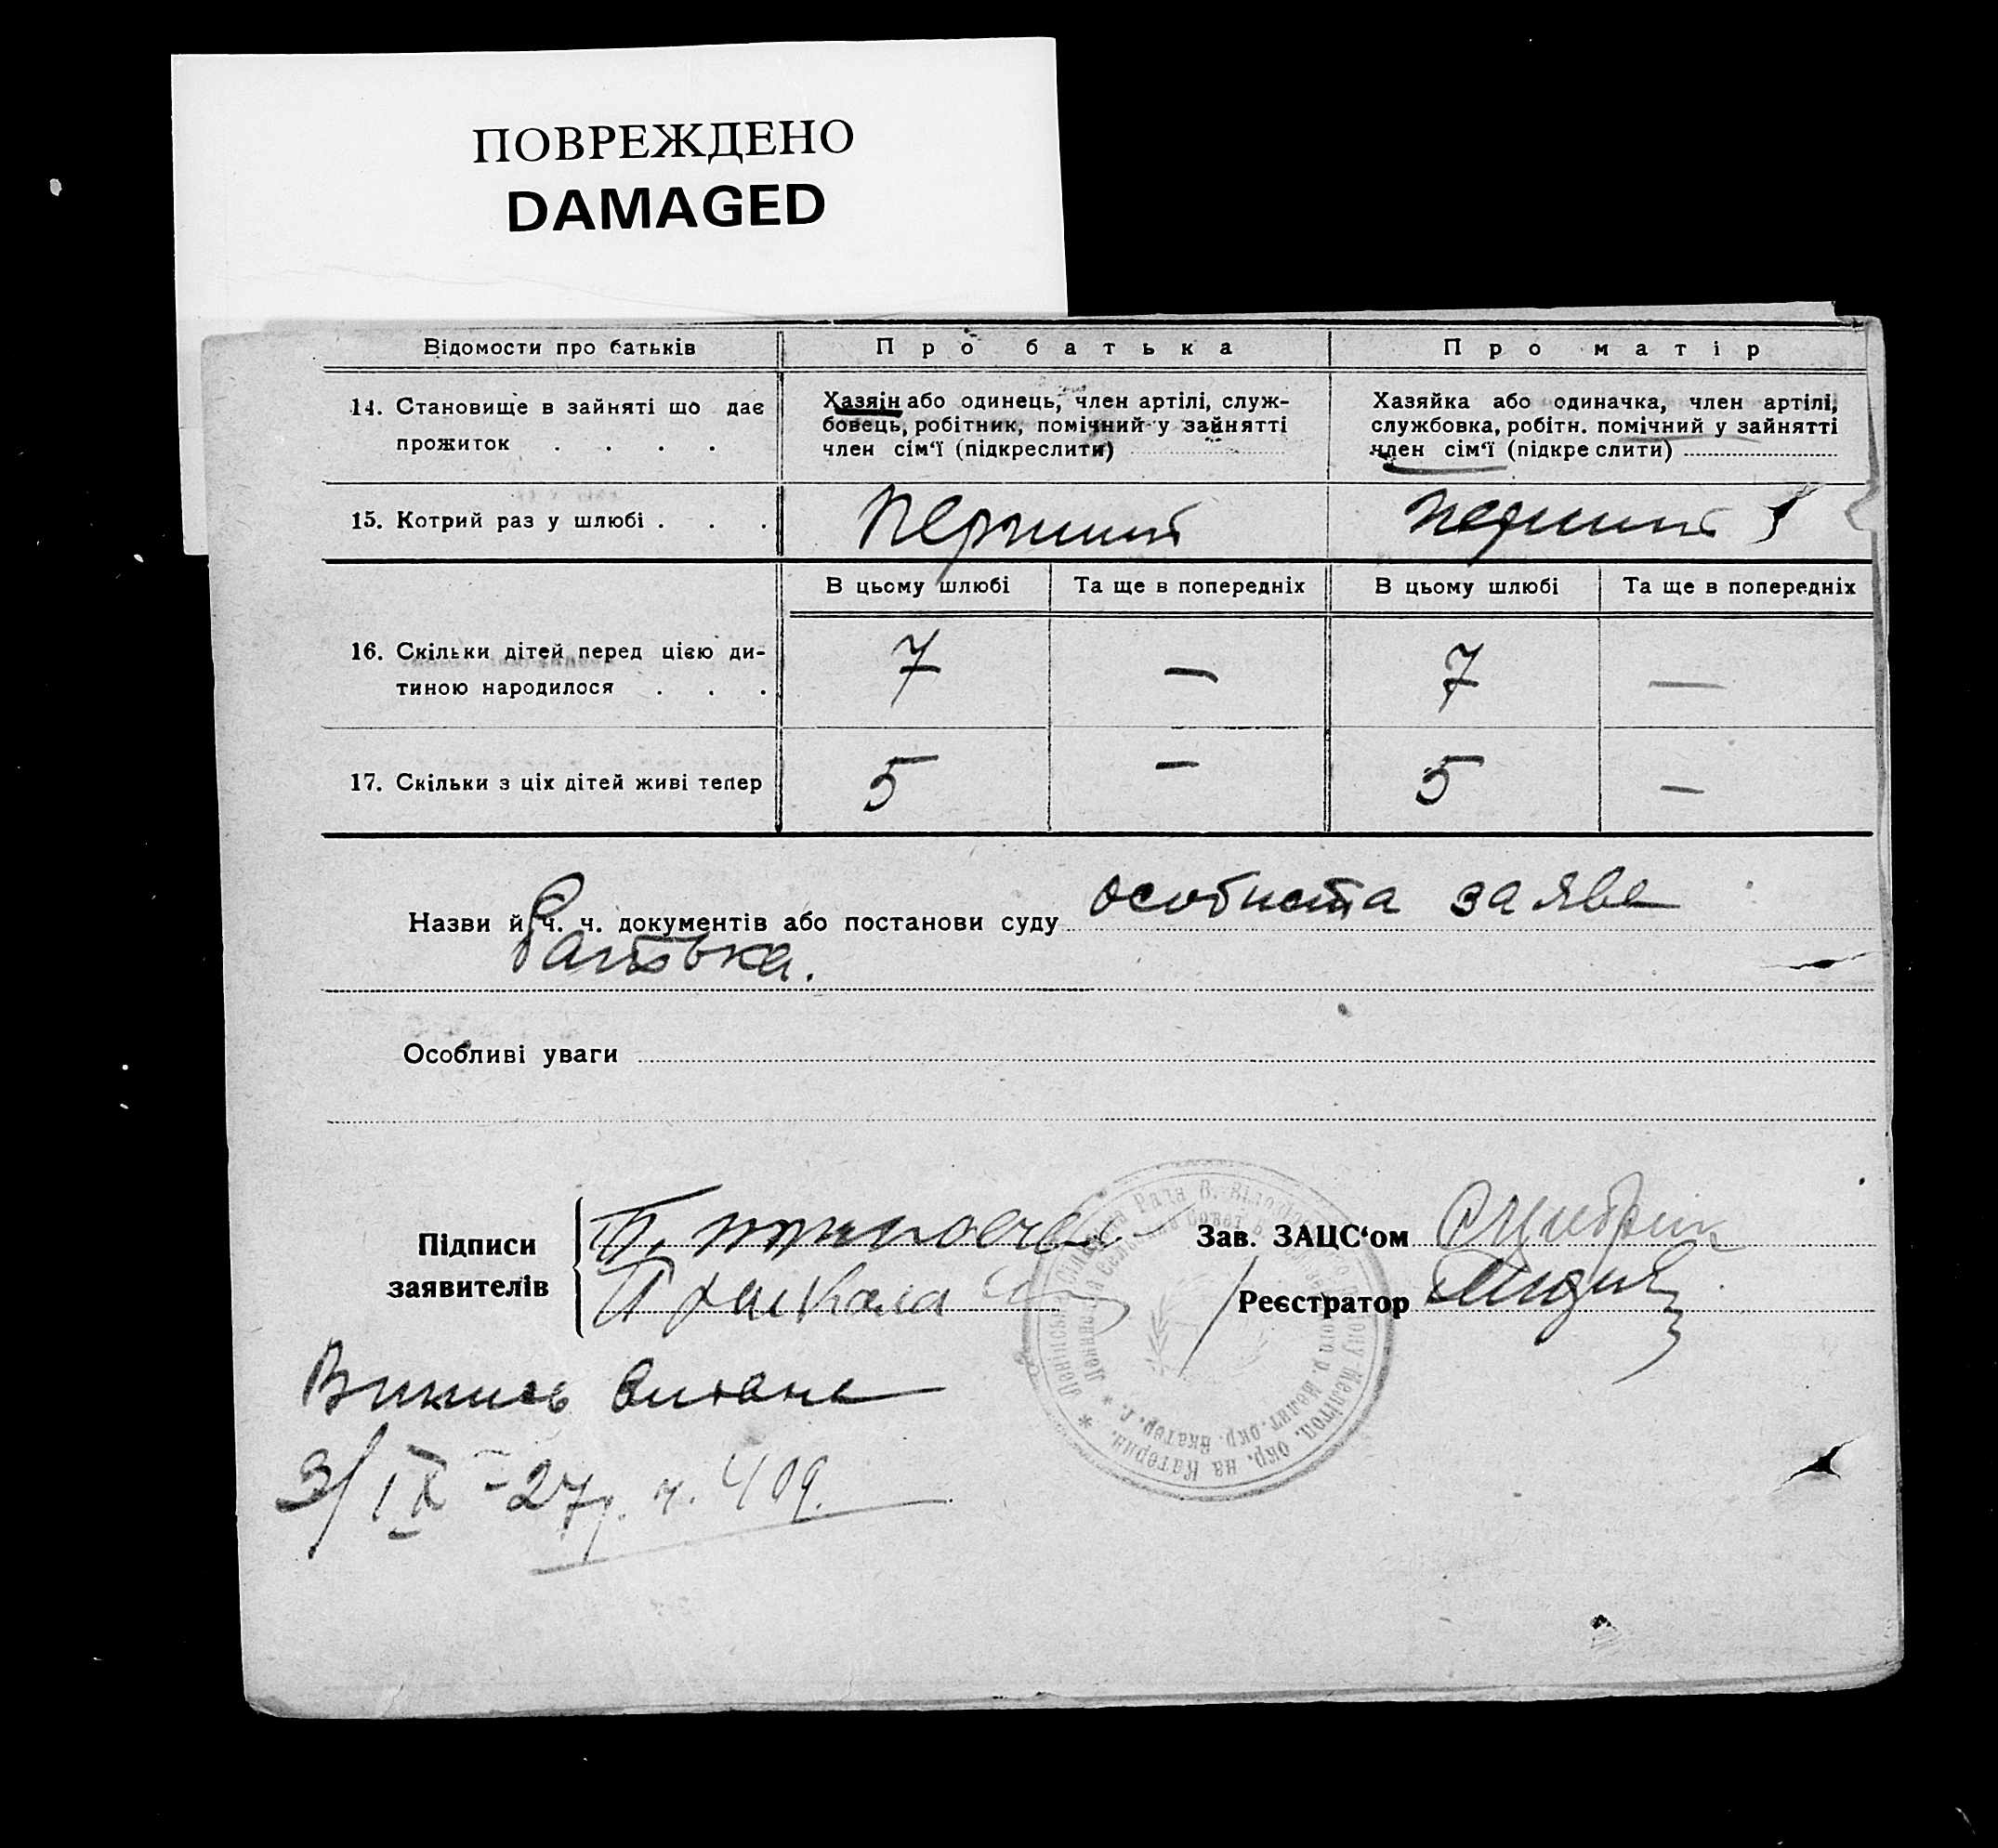 ПОВРЕЖДЕНО
DAMAGED
Відомости про батьків
Про батька
Про матір
14. Становище в зайняті що дає
прожиток . . . .
Хазяін або одинець, член артілі, служ-
бовець, робітник, помічний у зайнятті
член сім‘ї (підкреслити)
Хазяйка або одиначка, член артілі,
службовка, робітн. помічний у зайнятті
член сім‘ї (підкреслити)
15. Котрий раз у шлюбі . . .
перший
перший
В цьому шлюбі
Та ще в попередніх
В цьому шлюбі
Та ще в попередніх
16. Скільки дітей перед цією ди-
тиною народилося . . .
7
—
7
—
17. Скільки з ціх дітей живі тепер
5
—
5
—
Назви й ч. ч. документів або постанови суду особиста заява
батька.
Особливі уваги
Підписи
заявителів
Зав. ЗАЦС‘ом
Реєстратор
Випись видана
3/IX-27р. ч. 409.